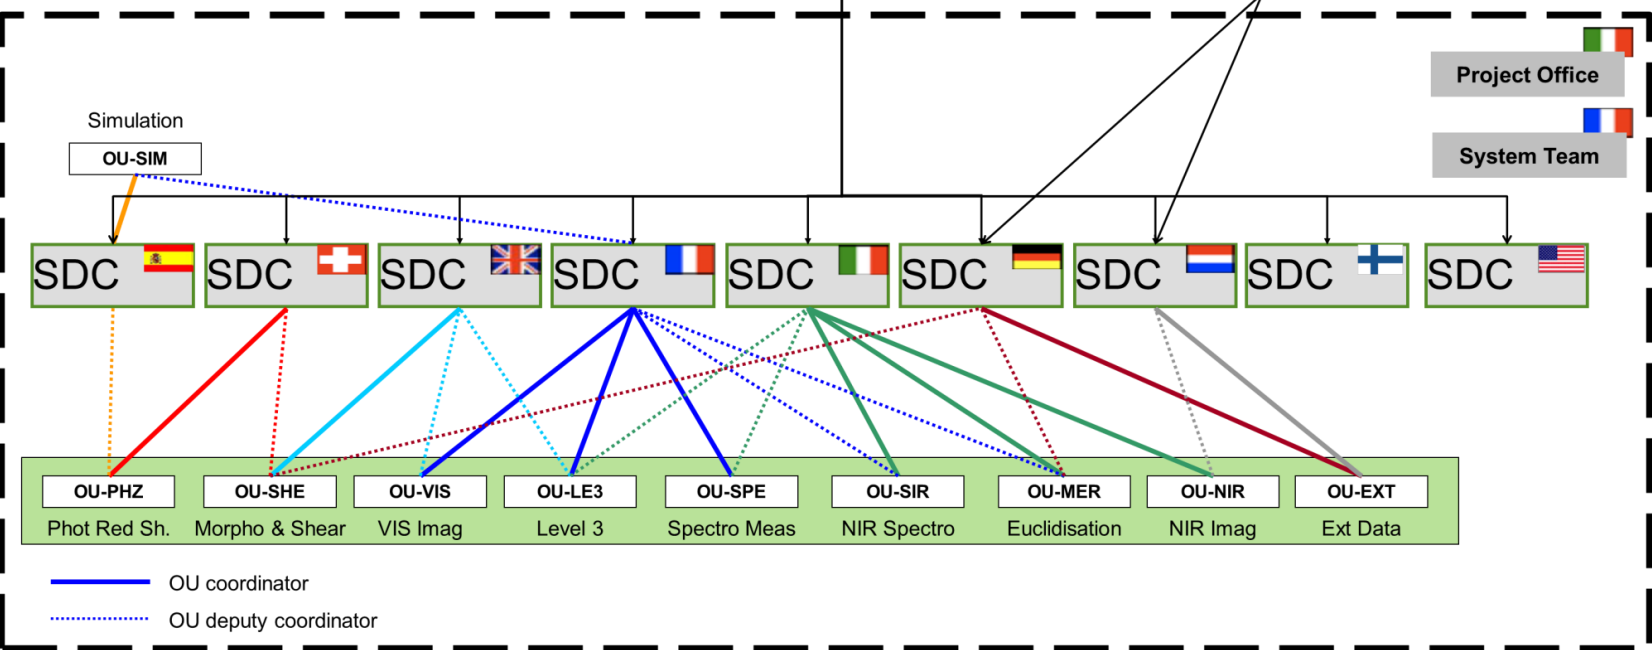 Project Office
Simulation
OU-SIM
System Team
SDC
SDC
SDC
SDC
SDC
SDC
SDC
SDC
SDC
OU-PHZ
OU-SHE
OU-VIS
OU-LE3
OU-SPE
OU-SIR
OU-MER
OU-NIR
OU-EXT
Phot Red Sh.
Morpho & Shear
VIS Imag
Level 3
Spectro Meas
NIR Spectro
Euclidisation
NIR Imag
Ext Data
OU coordinator
OU deputy coordinator